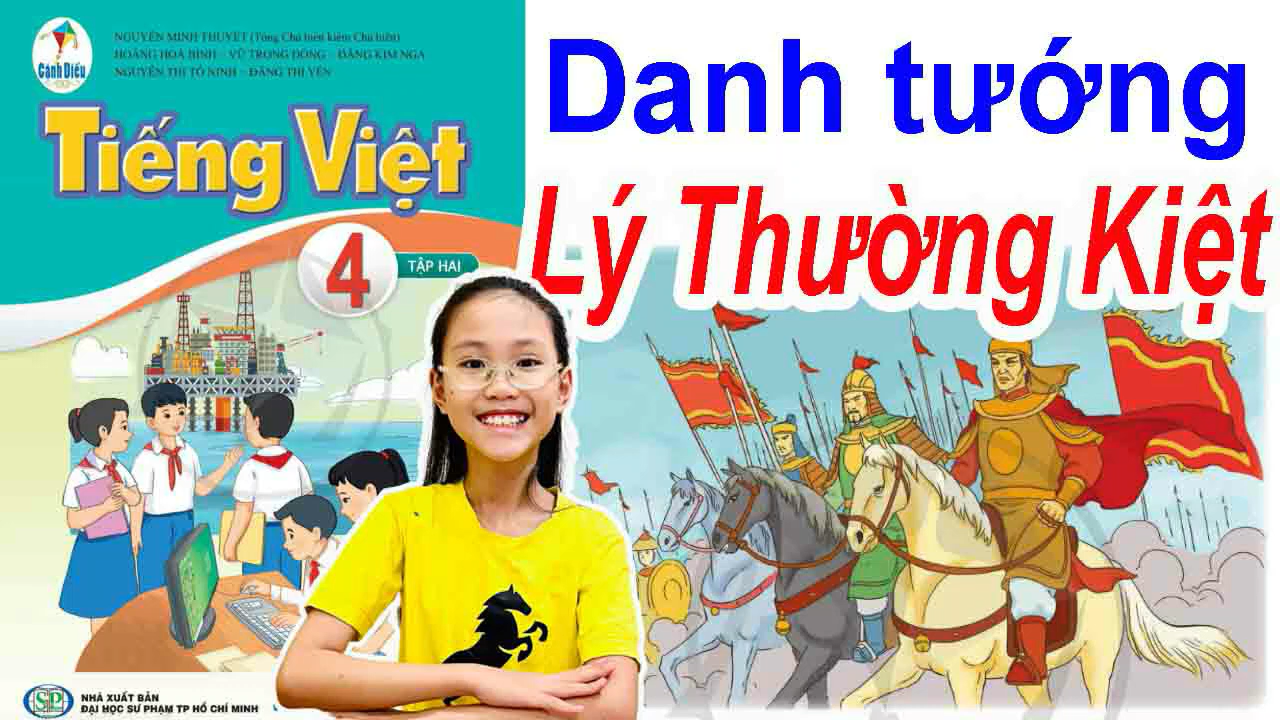 NGUYỄN MINH THUYẾT (Tổng Chủ biên kiêm Chủ biên)
HOÀNG HOÀ BÌNH – VŨ TRỌNG ĐÔNG – ĐẶNG KIM NGA
NGUYỄN THỊ TỐ NINH – ĐẶNG THỊ YẾN
Cánh Diều
Tiếng Việt
4
TẬP HAI
Danh tướng
Lý Thường Kiệt
SP
NHÀ XUẤT BẢN
ĐẠI HỌC SƯ PHẠM TP HỒ CHÍ MINH